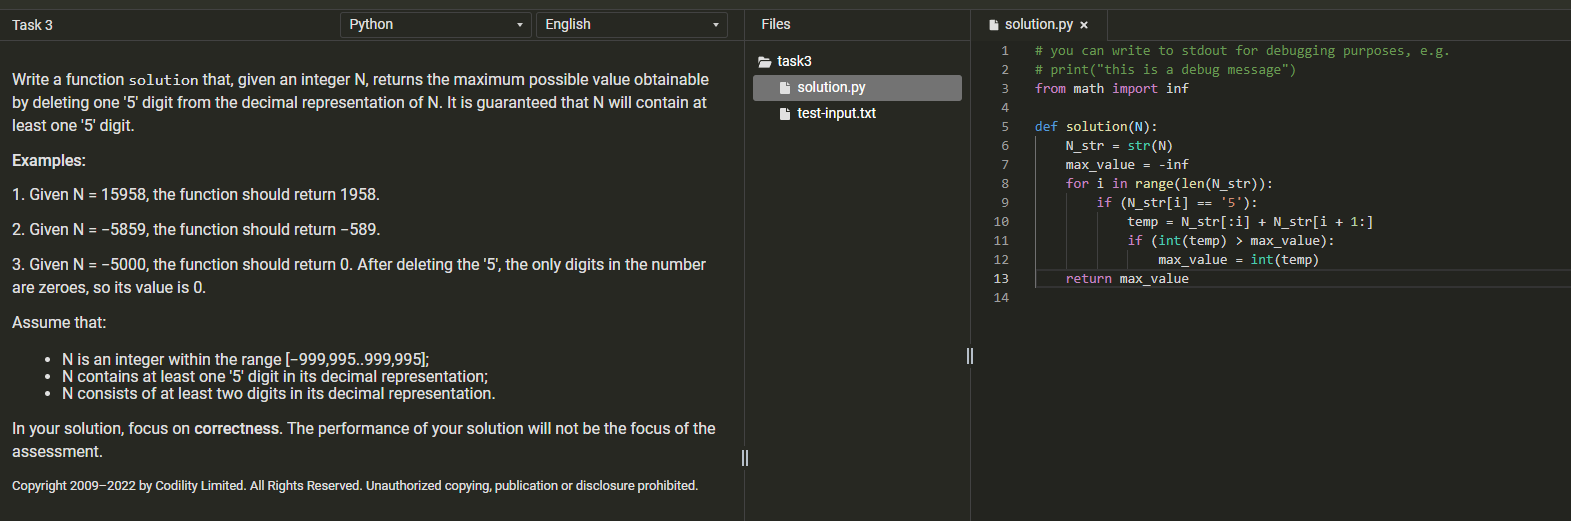 Task 3
Python
English
Files
solution.py ×
task3
solution.py
test-input.txt
Write a function solution that, given an integer N, returns the maximum possible value obtainable
by deleting one '5' digit from the decimal representation of N. It is guaranteed that N will contain at
least one '5' digit.
Examples:
1. Given N = 15958, the function should return 1958.
2. Given N = −5859, the function should return −589.
3. Given N = −5000, the function should return 0. After deleting the '5', the only digits in the number
are zeroes, so its value is 0.
Assume that:
• N is an integer within the range [−999,995..999,995];
• N contains at least one '5' digit in its decimal representation;
• N consists of at least two digits in its decimal representation.
In your solution, focus on correctness. The performance of your solution will not be the focus of the
assessment.
Copyright 2009–2022 by Codility Limited. All Rights Reserved. Unauthorized copying, publication or disclosure prohibited.
1 # you can write to stdout for debugging purposes, e.g.
2 # print("this is a debug message")
3 from math import inf
4
5 def solution(N):
6     N_str = str(N)
7     max_value = -inf
8     for i in range(len(N_str)):
9         if (N_str[i] == '5'):
10             temp = N_str[:i] + N_str[i + 1:]
11             if (int(temp) > max_value):
12                 max_value = int(temp)
13     return max_value
14